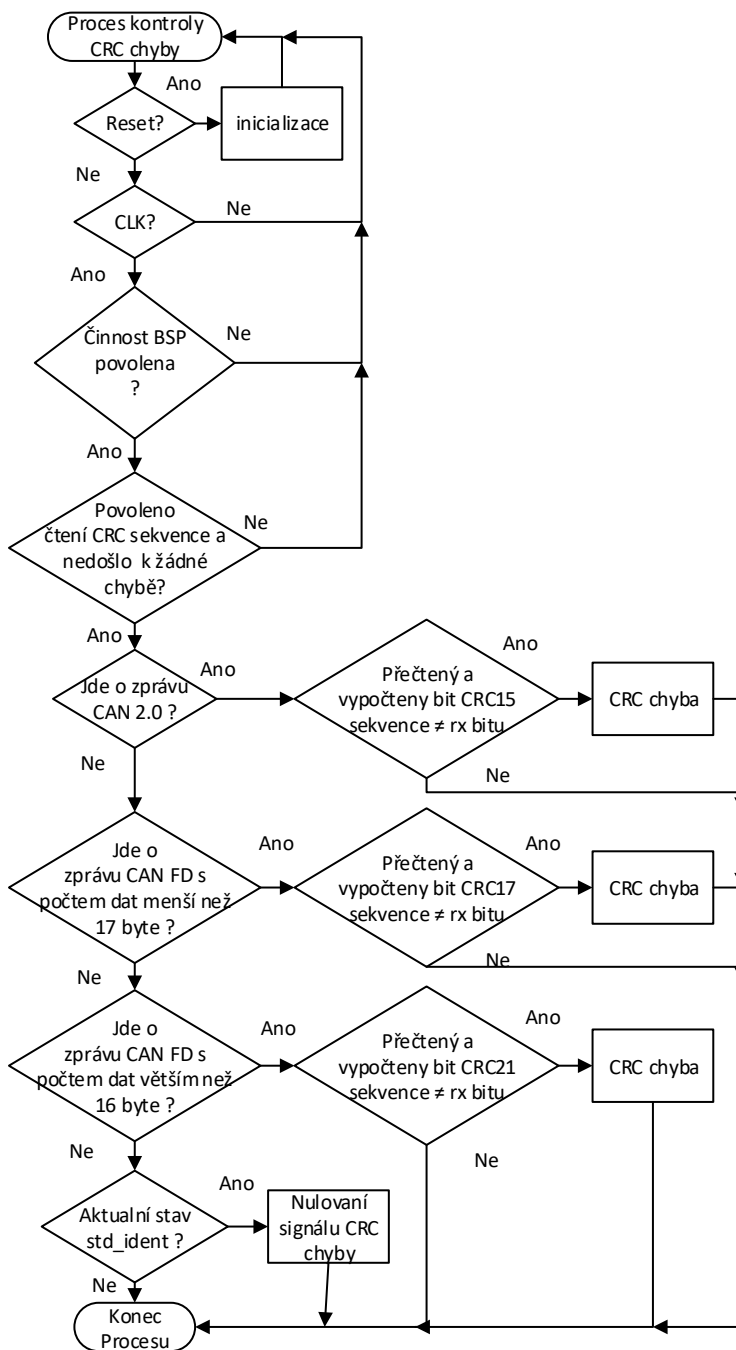 Proces kontroly
CRC chyby
Ano
Reset?
inicializace
Ne
CLK?
Ne
Ano
Činnost BSP
povolena
?
Ne
Ano
Povoleno
čtení CRC sekvence a
nedošlo k žádné
chybě?
Ne
Ano
Jde o zprávu
CAN 2.0 ?
Ano
Přečtený a
vypočteny bit CRC15
sekvence ≠ rx bitu
Ano
CRC chyba
Ne
Ne
Jde o
zprávu CAN FD s
počtem dat menší než
17 byte ?
Ano
Přečtený a
vypočteny bit CRC17
sekvence ≠ rx bitu
Ano
CRC chyba
Ne
Ne
Jde o
zprávu CAN FD s
počtem dat větším než
16 byte ?
Ano
Přečtený a
vypočteny bit CRC21
sekvence ≠ rx bitu
Ano
CRC chyba
Ne
Ne
Aktualní stav
std_ident ?
Ano
Nulovaní
signálu CRC
chyby
Ne
Konec
Procesu